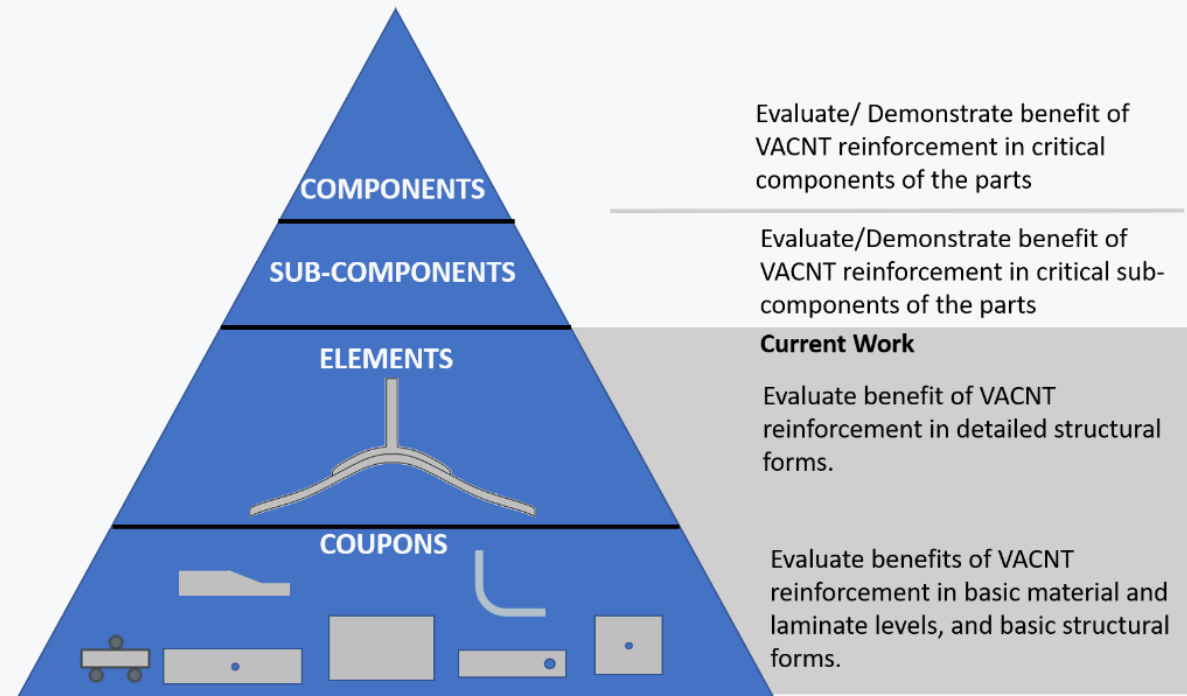 Evaluate/ Demonstrate benefit of
VACNT reinforcement in critical
components of the parts
COMPONENTS
Evaluate/Demonstrate benefit of
VACNT reinforcement in critical sub-
components of the parts
SUB-COMPONENTS
Current Work
ELEMENTS
Evaluate benefit of VACNT
reinforcement in detailed structural
forms.
COUPONS
Evaluate benefits of VACNT
reinforcement in basic material and
laminate levels, and basic structural
forms.